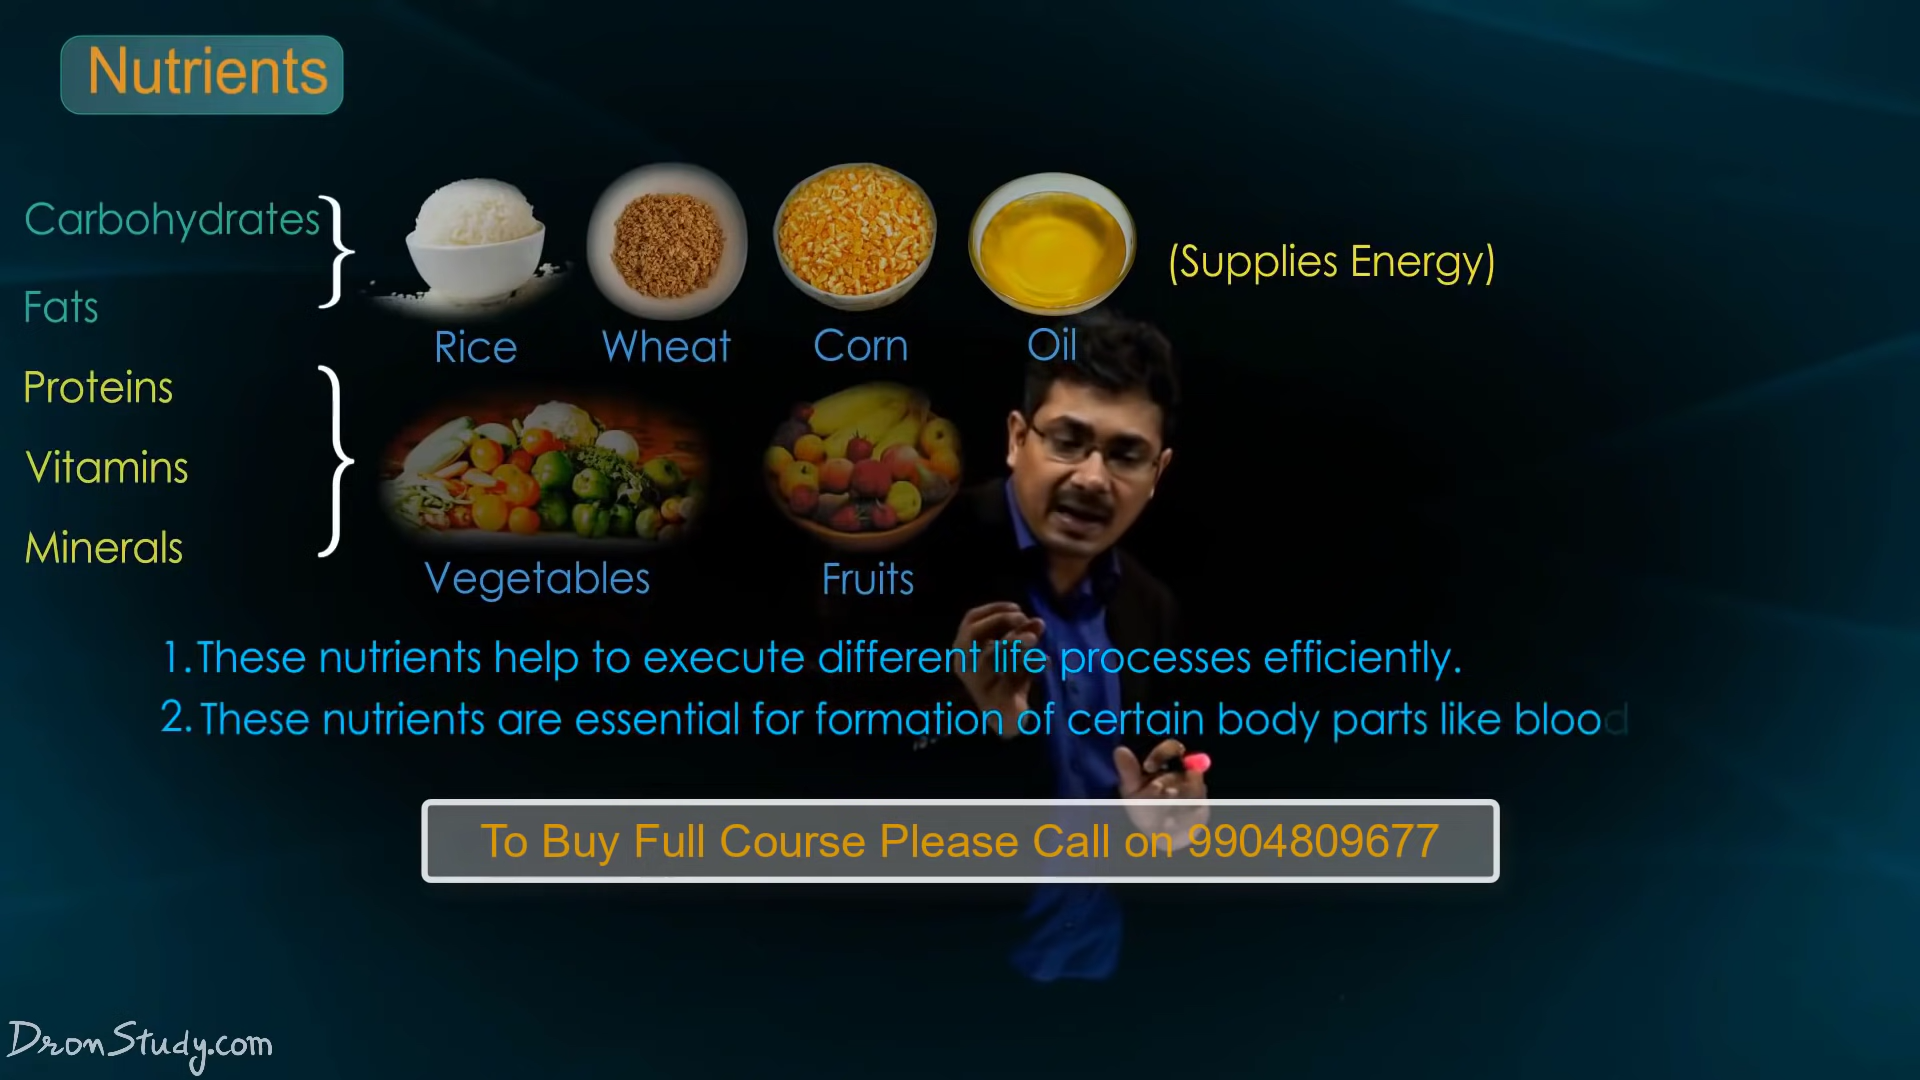 Nutrients
Carbohydrates
Fats
(Supplies Energy)
Rice Wheat Corn Oil
Proteins
Vitamins
Minerals
Vegetables Fruits
1. These nutrients help to execute different life processes efficiently.
2. These nutrients are essential for formation of certain body parts like blood
To Buy Full Course Please Call on 9904809677
DronStudy.com